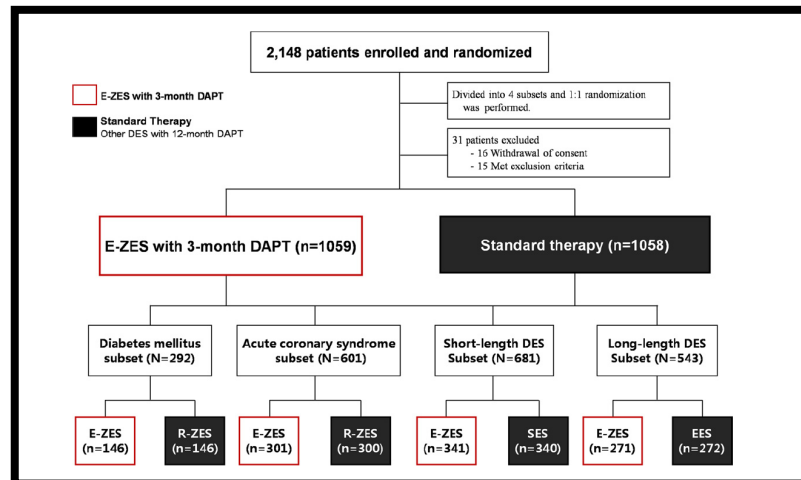 2,148 patients enrolled and randomized
E-ZES with 3-month DAPT
Standard Therapy
Other DES with 12-month DAPT
Divided into 4 subsets and 1:1 randomization
was performed.
31 patients excluded
- 16 Withdrawal of consent
- 15 Met exclusion criteria
E-ZES with 3-month DAPT (n=1059)
Standard therapy (n=1058)
Diabetes mellitus
subset (N=292)
Acute coronary syndrome
subset (N=601)
Short-length DES
Subset (N=681)
Long-length DES
Subset (N=543)
E-ZES
(n=146)
R-ZES
(n=146)
E-ZES
(n=301)
R-ZES
(n=300)
E-ZES
(n=341)
SES
(n=340)
E-ZES
(n=271)
EES
(n=272)